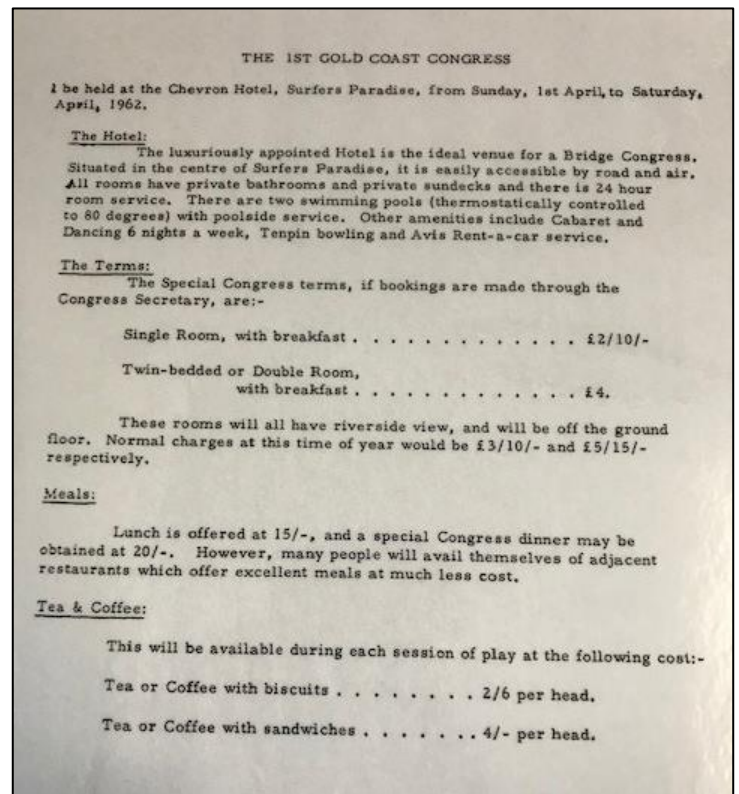 THE 1ST GOLD COAST CONGRESS
be held at the Chevron Hotel, Surfers Paradise, from Sunday, 1st April, to Saturday,
April, 1962.
The Hotel:
The luxuriously appointed Hotel is the ideal venue for a Bridge Congress.
Situated in the centre of Surfers Paradise, it is easily accessible by road and air.
All rooms have private bathrooms and private sundecks and there is 24 hour
room service. There are two swimming pools (thermostatically controlled
to 80 degrees) with poolside service. Other amenities include Cabaret and
Dancing 6 nights a week, Tenpin bowling and Avis Rent-a-car service.
The Terms:
The Special Congress terms, if bookings are made through the
Congress Secretary, are:-
Single Room, with breakfast . . . . . . . . . . . . . £2/10/-
Twin-bedded or Double Room,
with breakfast . . . . . . . . . . . . . £4.
These rooms will all have riverside view, and will be off the ground
floor. Normal charges at this time of year would be £3/10/- and £5/15/-
respectively.
Meals:
Lunch is offered at 15/-, and a special Congress dinner may be
obtained at 20/-. However, many people will avail themselves of adjacent
restaurants which offer excellent meals at much less cost.
Tea & Coffee:
This will be available during each session of play at the following cost:-
Tea or Coffee with biscuits . . . . . . . . 2/6 per head.
Tea or Coffee with sandwiches . . . . . . . 4/- per head.